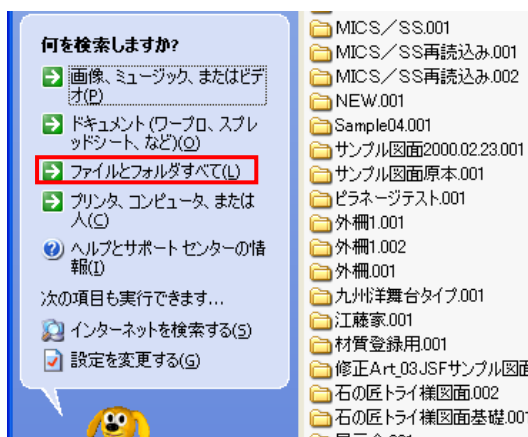 何を検索しますか?
画像、ミュージック、またはビデ
オ(P)
ドキュメント(ワープロ、スプレ
ッドシート、など)(O)
ファイルとフォルダすべて(L)
プリンタ、コンピュータ、または
人(C)
ヘルプとサポート センターの情
報(I)
次の項目も実行できます...
インターネットを検索する(S)
設定を変更する(G)
MICS／SS.001
MICS／SS再読込み.001
MICS／SS再読込み.002
NEW.001
Sample04.001
サンプル図面2000.02.23.001
サンプル図面原本.001
ピラネージテスト.001
外柵1.001
外柵1.002
外柵.001
九州洋舞台タイプ.001
江藤家.001
材質登録用.001
修正Art_03JSFサンプル図面
石の匠トライ様図面.002
石の匠トライ様図面基礎.001